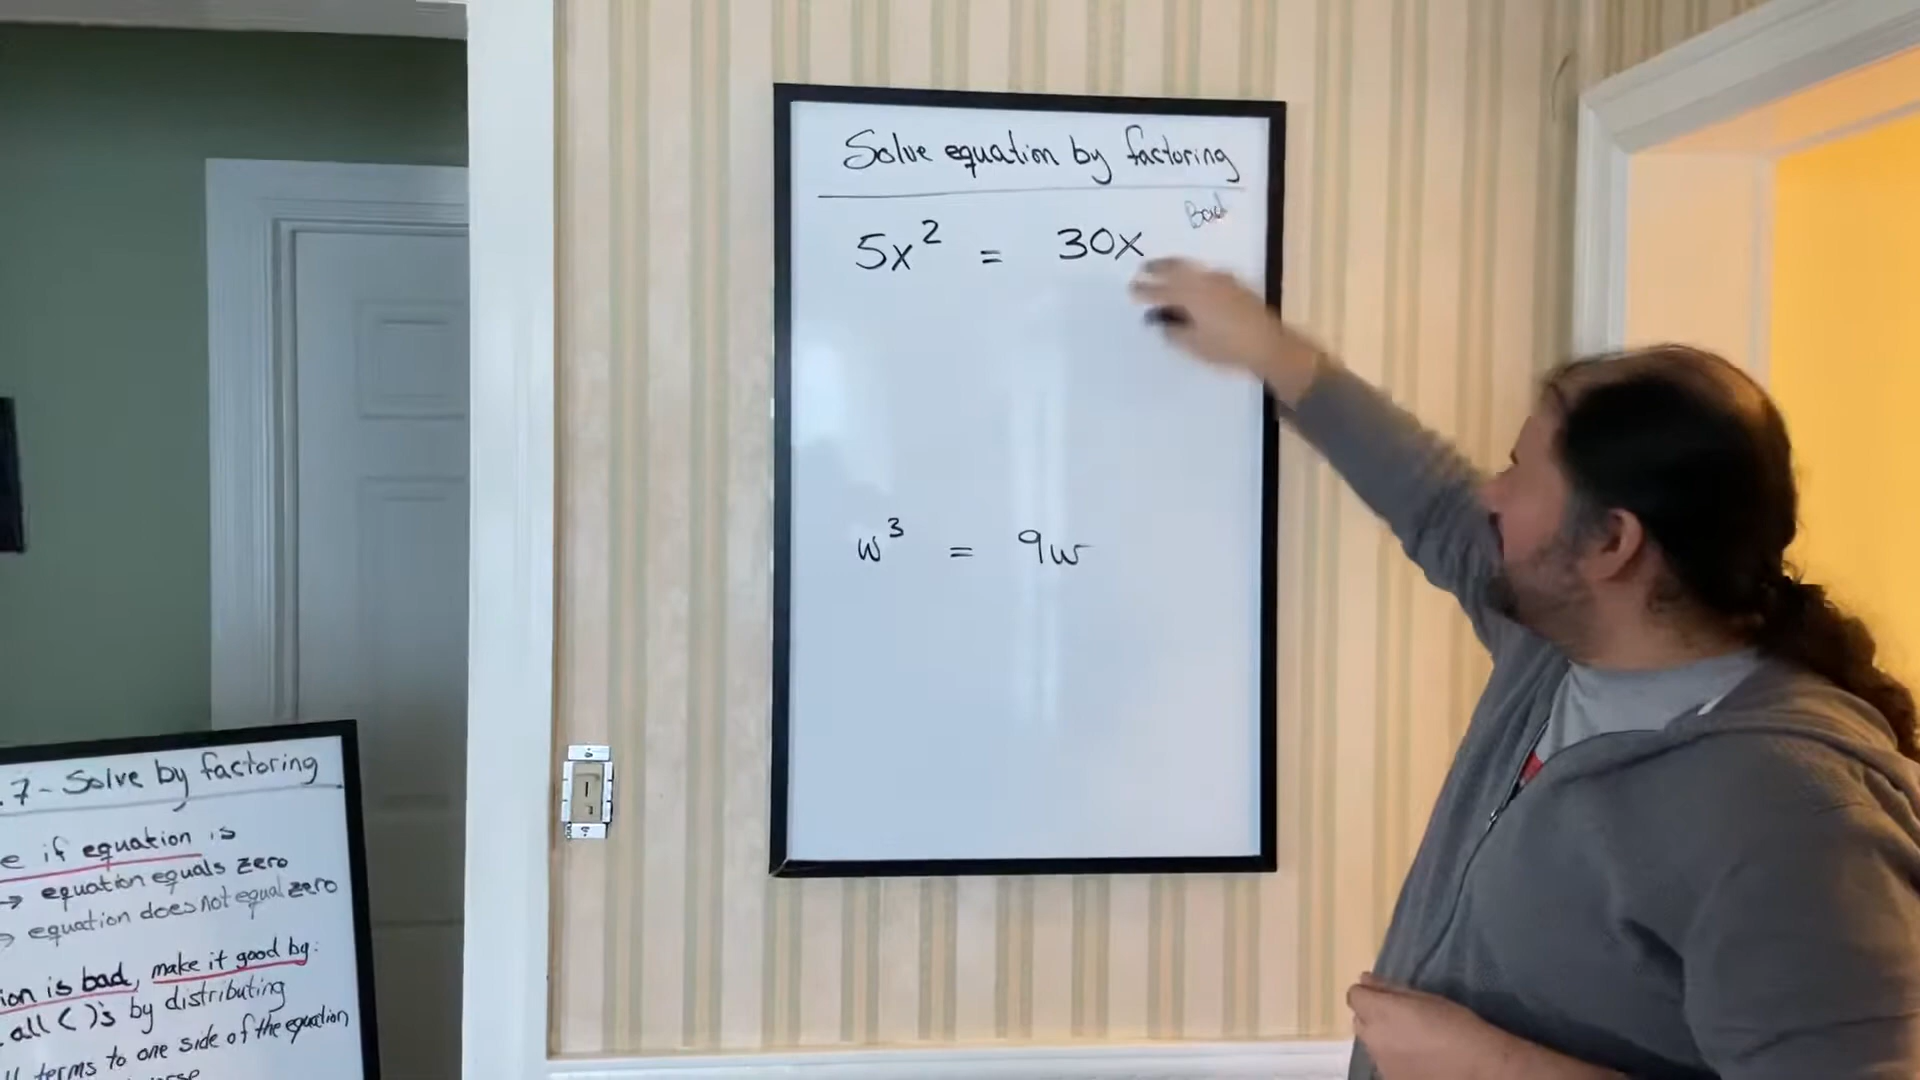 Solve equation by factoring
Bad
5x² = 30x
w³ = 9w
.7 - Solve by factoring
e if equation is
→ equation equals zero
→ equation does not equal zero
ion is bad, make it good by:
all ( )'s by distributing
terms to one side of the equation